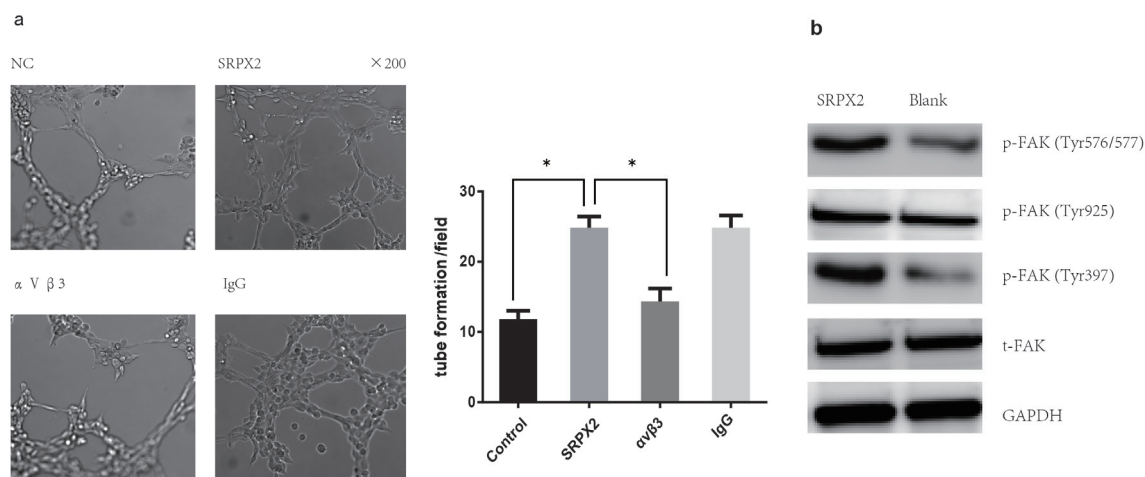 a
NC
SRPX2
×200
α V β3
IgG
tube formation/field
30
20
10
0
*
*
Control
SRPX2
αvβ3
IgG
b
SRPX2
Blank
p-FAK (Tyr576/577)
p-FAK (Tyr925)
p-FAK (Tyr397)
t-FAK
GAPDH